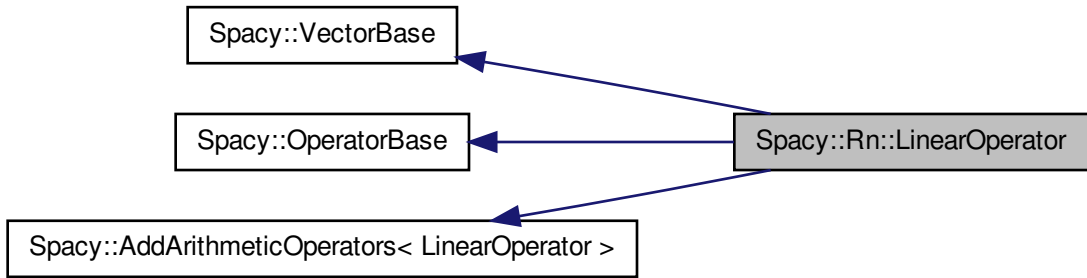 Spacy::VectorBase
Spacy::OperatorBase
Spacy::Rn::LinearOperator
Spacy::AddArithmeticOperators< LinearOperator >